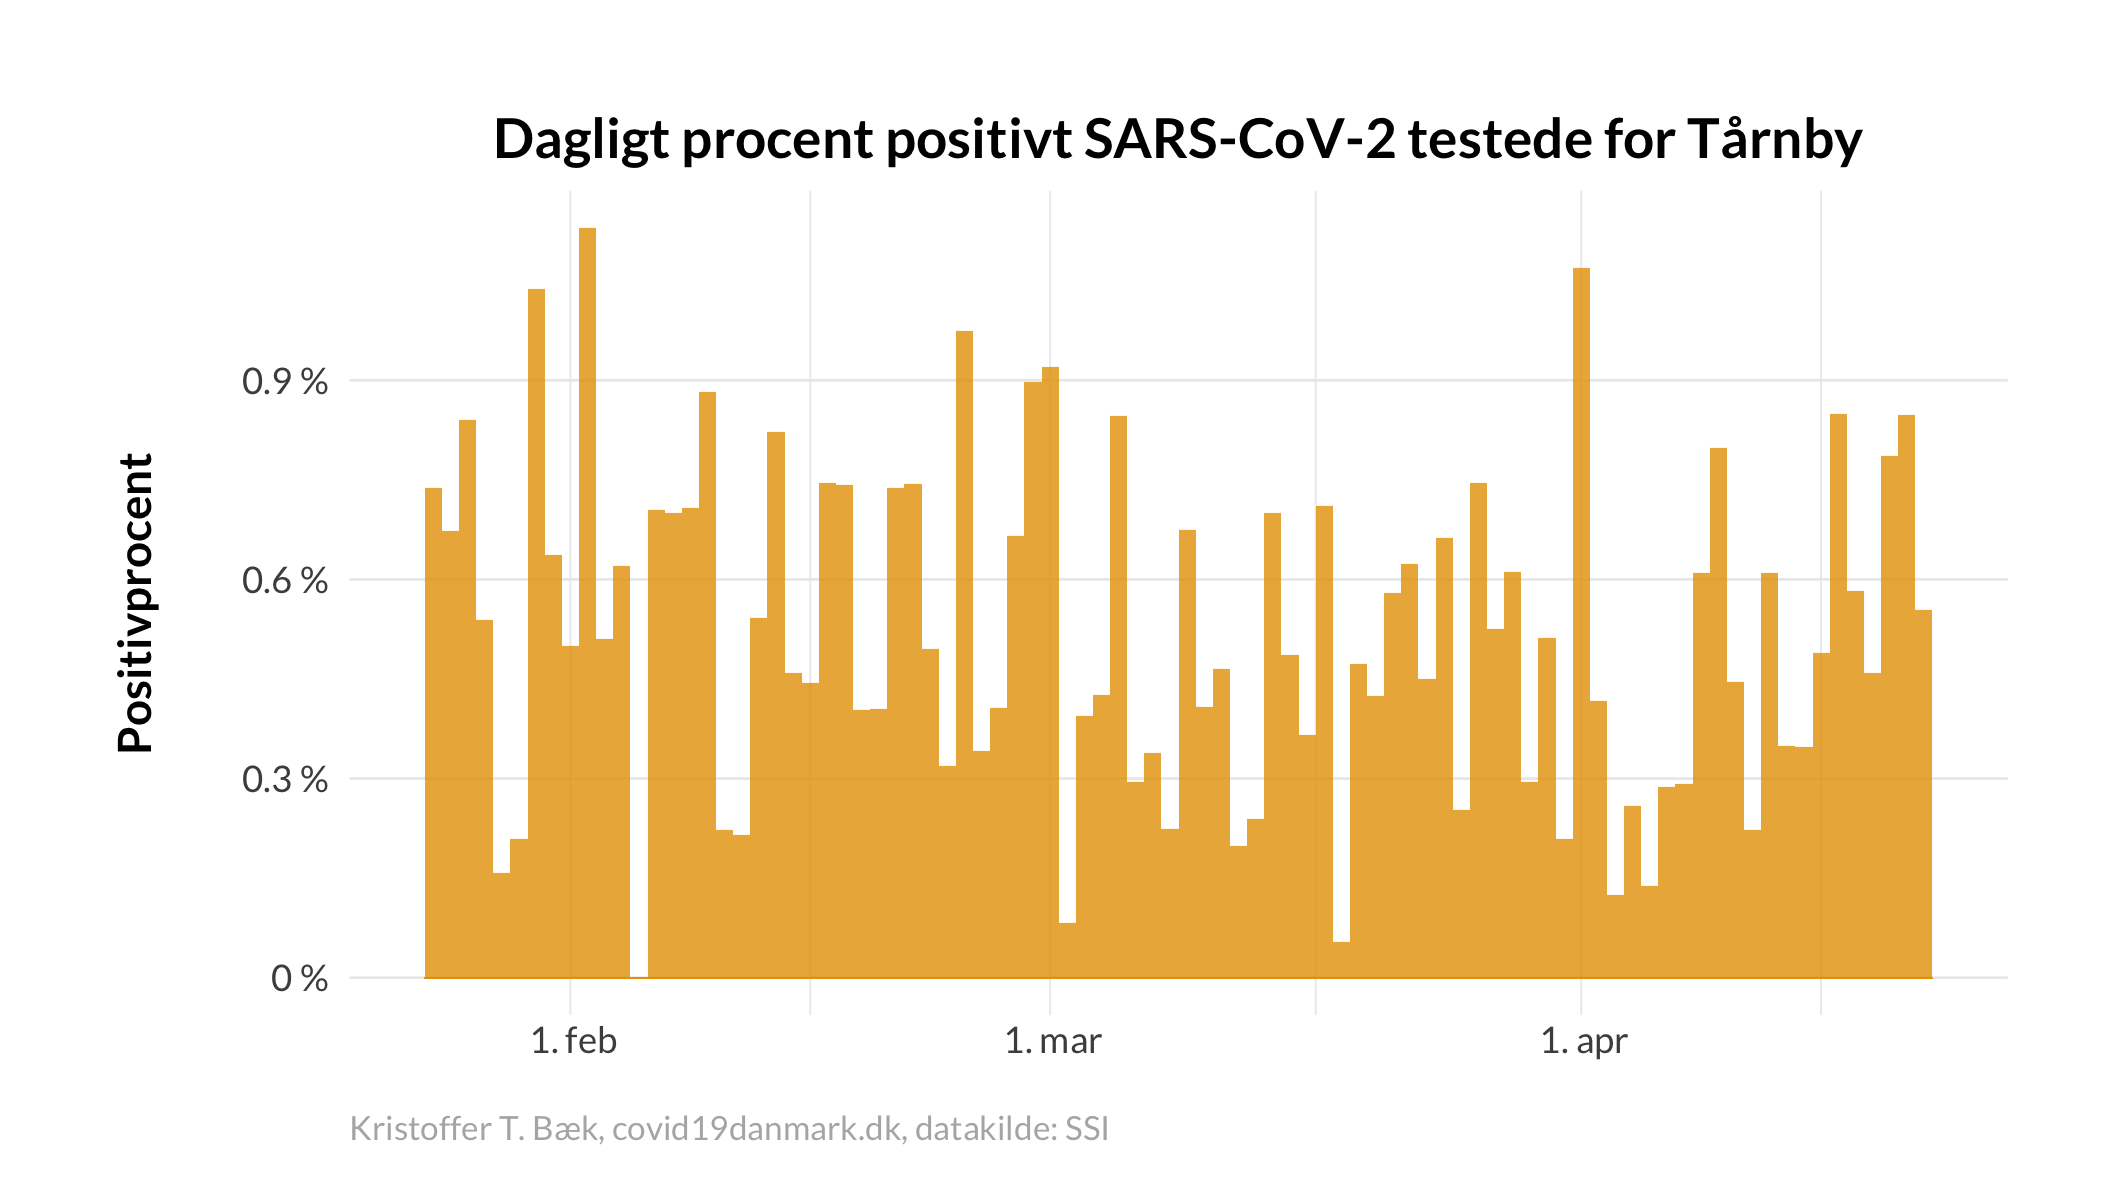 Dagligt procent positivt SARS-CoV-2 testede for Tårnby
Positivprocent
0.9 %
0.6 %
0.3 %
0 %
1. feb
1. mar
1. apr
Kristoffer T. Bæk, covid19danmark.dk, datakilde: SSI